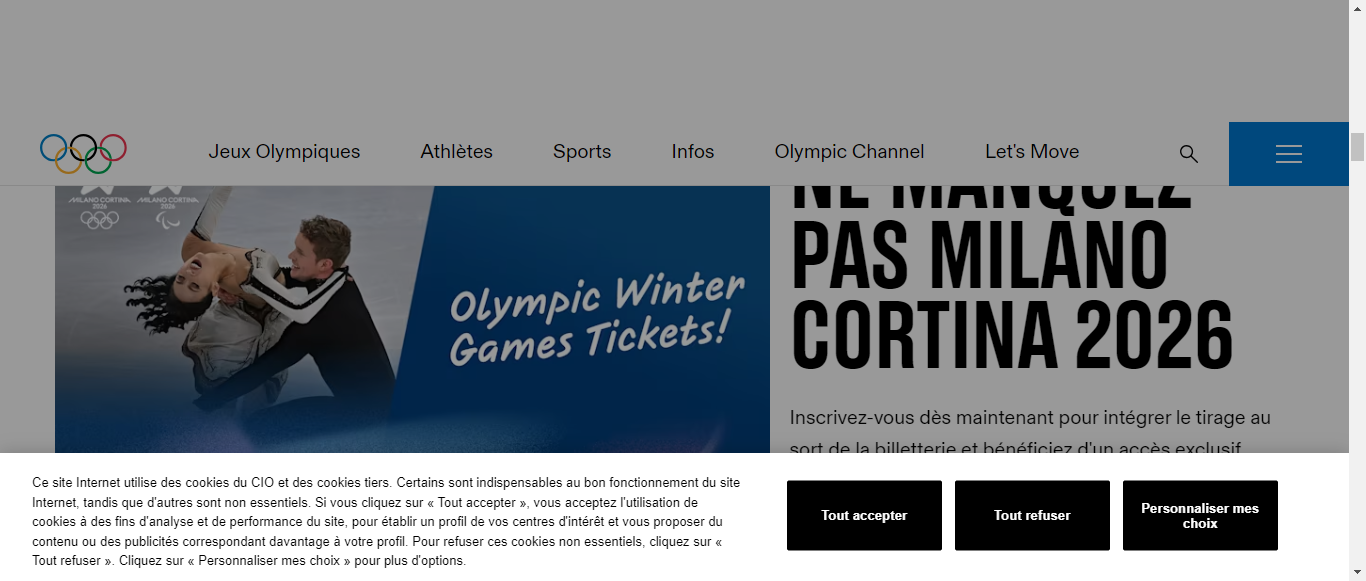 Jeux Olympiques
Athlètes
Sports
Infos
Olympic Channel
Let's Move
MILANO CORTINA
2026
MILANO CORTINA
2026
Olympic Winter
Games Tickets!
NE MANQUEZ
PAS MILANO
CORTINA 2026
Inscrivez-vous dès maintenant pour intégrer le tirage au
sort de la billetterie et bénéficiez d'un accès exclusif
Ce site Internet utilise des cookies du CIO et des cookies tiers. Certains sont indispensables au bon fonctionnement du site
Internet, tandis que d'autres sont non essentiels. Si vous cliquez sur « Tout accepter », vous acceptez l'utilisation de
cookies à des fins d'analyse et de performance du site, pour établir un profil de vos centres d'intérêt et vous proposer du
contenu ou des publicités correspondant davantage à votre profil. Pour refuser ces cookies non essentiels, cliquez sur «
Tout refuser ». Cliquez sur « Personnaliser mes choix » pour plus d'options.
Tout accepter
Tout refuser
Personnaliser mes
choix